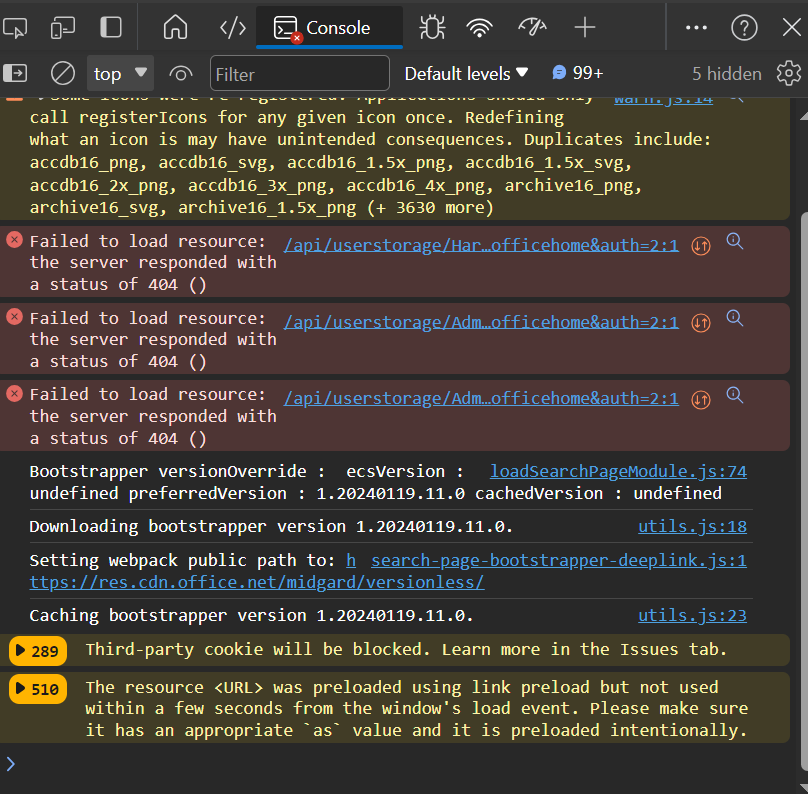 Console
top
Filter
Default levels
99+
5 hidden
call registerIcons for any given icon once. Redefining
what an icon is may have unintended consequences. Duplicates include:
accdb16_png, accdb16_svg, accdb16_1.5x_png, accdb16_1.5x_svg,
accdb16_2x_png, accdb16_3x_png, accdb16_4x_png, archive16_png,
archive16_svg, archive16_1.5x_png (+ 3630 more)
Failed to load resource: /api/userstorage/Har…officehome&auth=2:1
the server responded with
a status of 404 ()
Failed to load resource: /api/userstorage/Adm…officehome&auth=2:1
the server responded with
a status of 404 ()
Failed to load resource: /api/userstorage/Adm…officehome&auth=2:1
the server responded with
a status of 404 ()
Bootstrapper versionOverride : ecsVersion : loadSearchPageModule.js:74
undefined preferredVersion : 1.20240119.11.0 cachedVersion : undefined
Downloading bootstrapper version 1.20240119.11.0. utils.js:18
Setting webpack public path to: h search-page-bootstrapper-deeplink.js:1
ttps://res.cdn.office.net/midgard/versionless/
Caching bootstrapper version 1.20240119.11.0. utils.js:23
289 Third-party cookie will be blocked. Learn more in the Issues tab.
510 The resource <URL> was preloaded using link preload but not used
within a few seconds from the window's load event. Please make sure
it has an appropriate `as` value and it is preloaded intentionally.